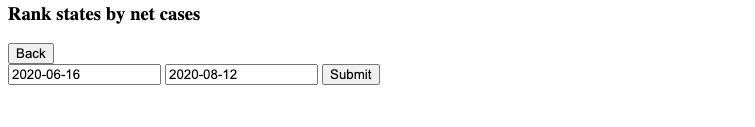 Rank states by net cases
Back
2020-06-16 2020-08-12 Submit